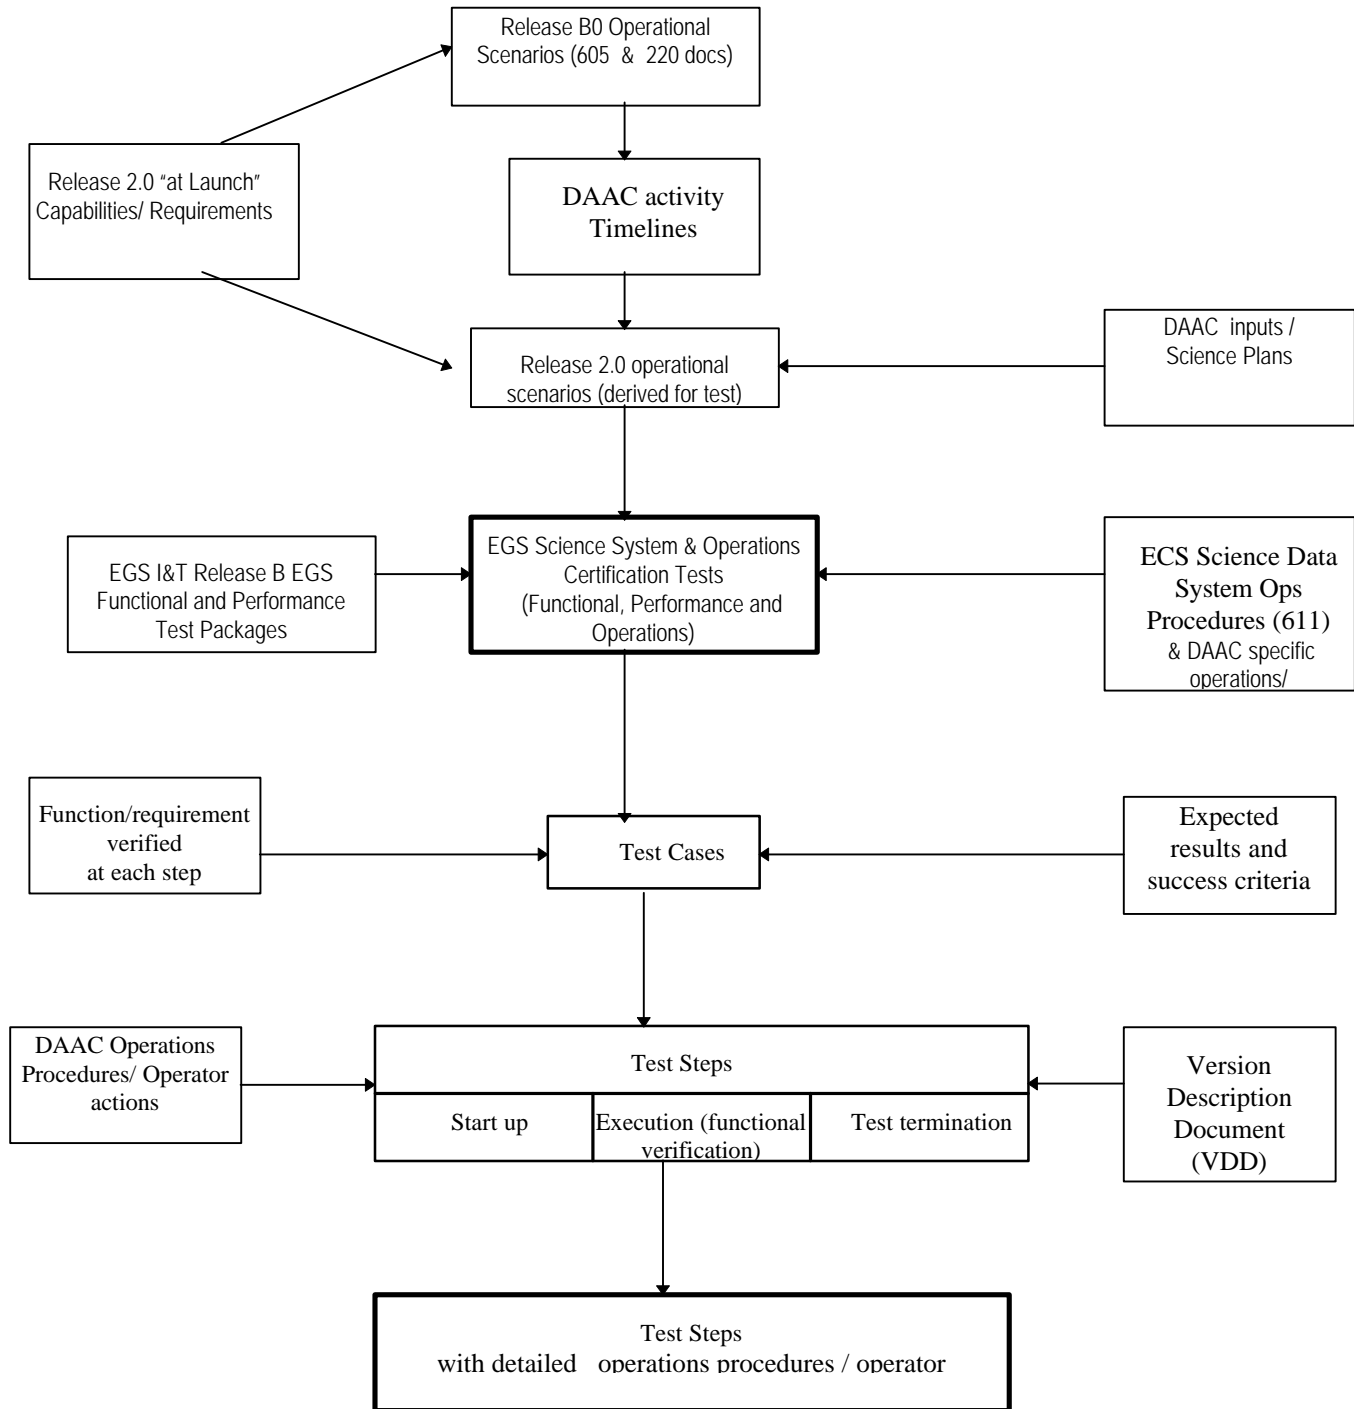 Release B0 Operational
Scenarios (605 & 220 docs)
Release 2.0 “at Launch”
Capabilities/ Requirements
DAAC activity
Timelines
Release 2.0 operational
scenarios (derived for test)
DAAC inputs /
Science Plans
EGS I&T Release B EGS
Functional and Performance
Test Packages
EGS Science System & Operations
Certification Tests
(Functional, Performance and
Operations)
ECS Science Data
System Ops
Procedures (611)
& DAAC specific
operations/
Function/requirement
verified
at each step
Test Cases
Expected
results and
success criteria
DAAC Operations
Procedures/ Operator
actions
Test Steps
Start up
Execution (functional
verification)
Test termination
Version
Description
Document
(VDD)
Test Steps
with detailed operations procedures / operator